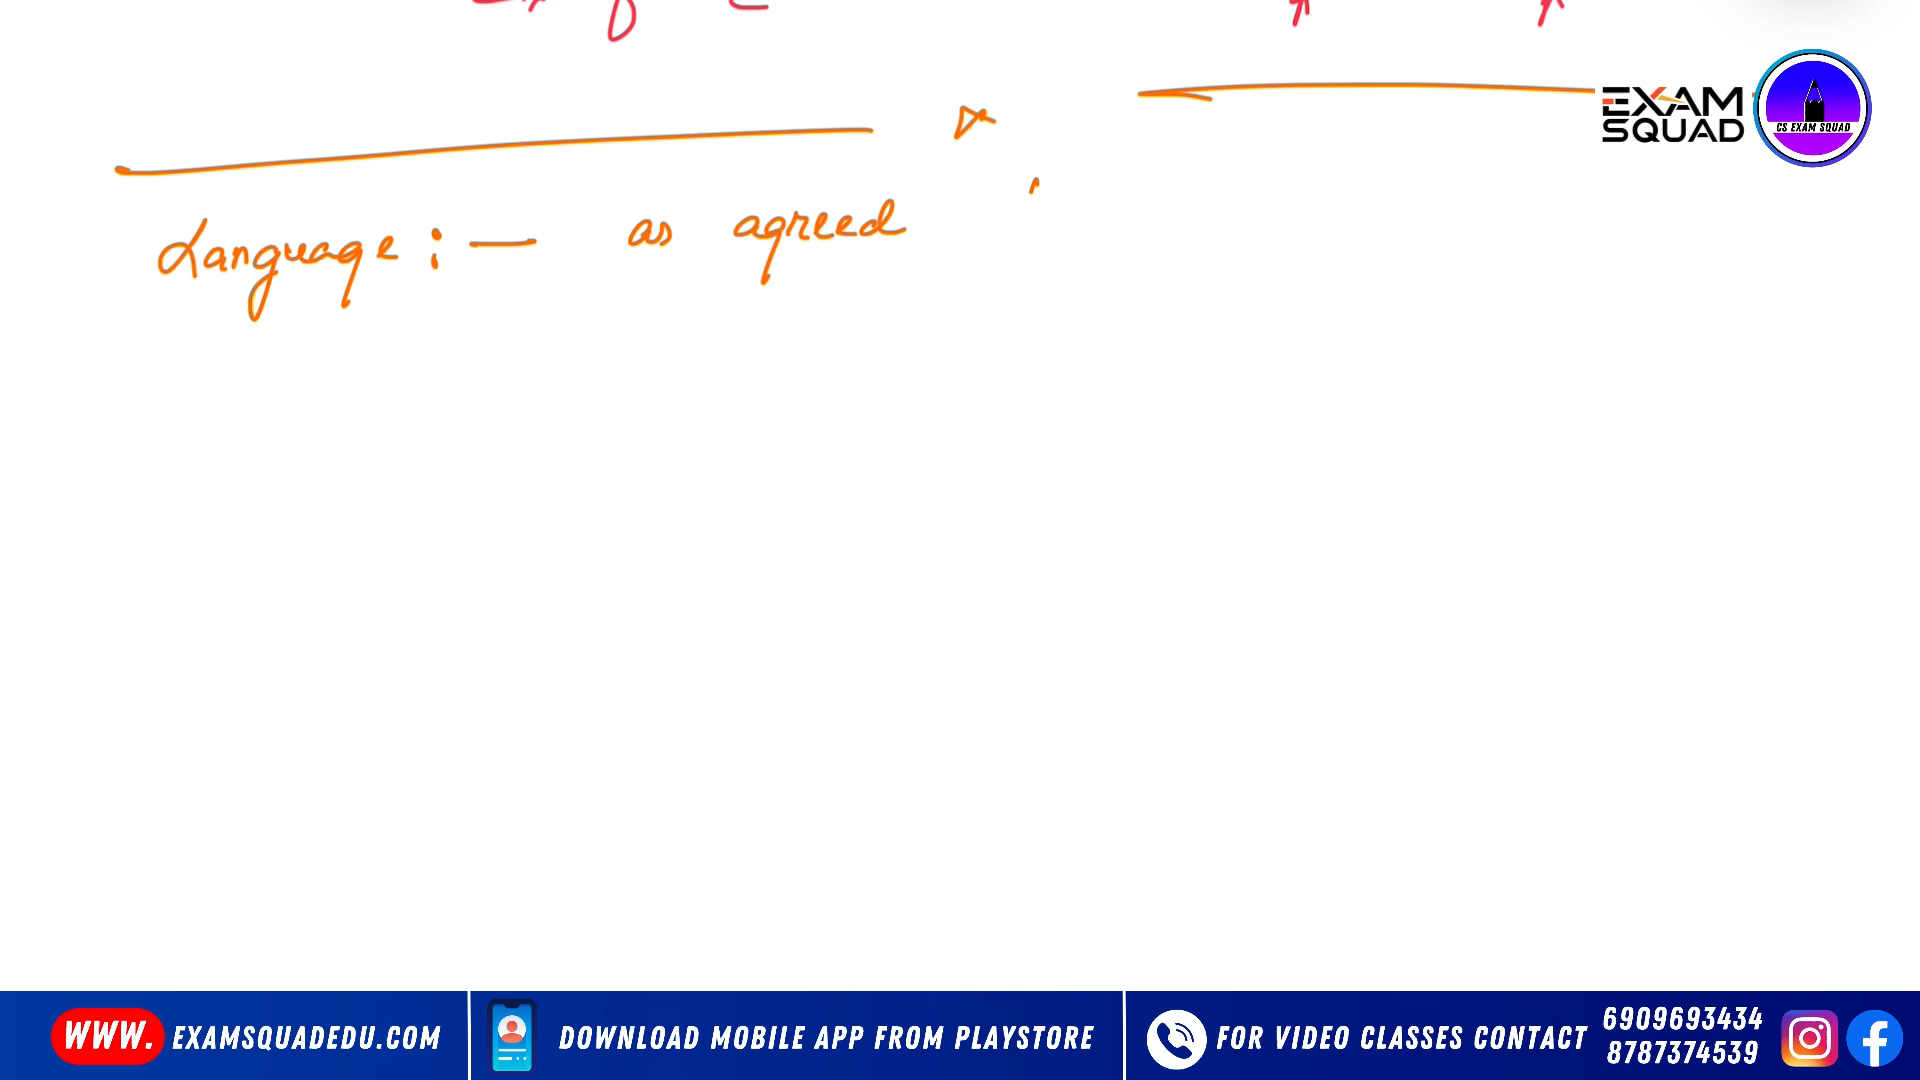 EXAM
SQUAD
CS EXAM SQUAD
Language : — as agreed
WWW. EXAMSQUADEDU.COM
DOWNLOAD MOBILE APP FROM PLAYSTORE
FOR VIDEO CLASSES CONTACT
6909693434
8787374539